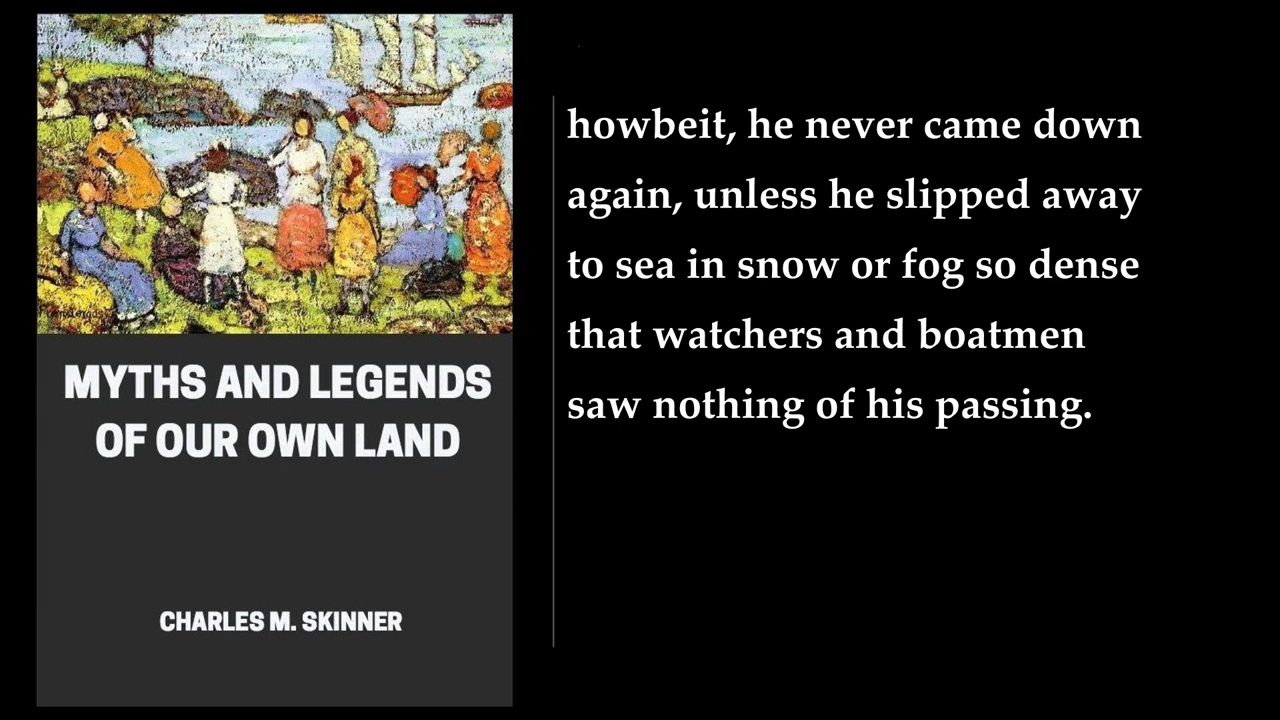 MYTHS AND LEGENDS
OF OUR OWN LAND
CHARLES M. SKINNER
howbeit, he never came down
again, unless he slipped away
to sea in snow or fog so dense
that watchers and boatmen
saw nothing of his passing.